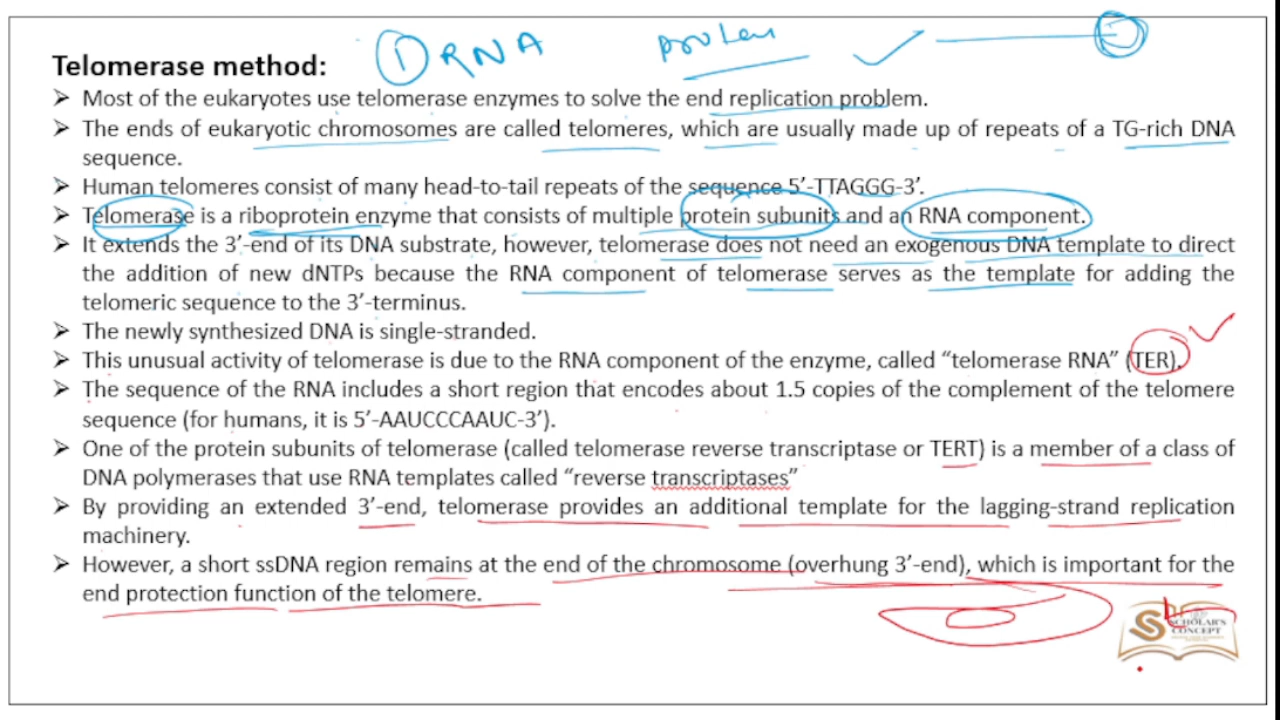 ① RNA protein
Telomerase method:
➤ Most of the eukaryotes use telomerase enzymes to solve the end replication problem.
➤ The ends of eukaryotic chromosomes are called telomeres, which are usually made up of repeats of a TG-rich DNA
sequence.
➤ Human telomeres consist of many head-to-tail repeats of the sequence 5’-TTAGGG-3’.
➤ Telomerase is a riboprotein enzyme that consists of multiple protein subunits and an RNA component.
➤ It extends the 3’-end of its DNA substrate, however, telomerase does not need an exogenous DNA template to direct
the addition of new dNTPs because the RNA component of telomerase serves as the template for adding the
telomeric sequence to the 3’-terminus.
➤ The newly synthesized DNA is single-stranded.
➤ This unusual activity of telomerase is due to the RNA component of the enzyme, called “telomerase RNA” (TER).
➤ The sequence of the RNA includes a short region that encodes about 1.5 copies of the complement of the telomere
sequence (for humans, it is 5’-AAUCCCAAUC-3’).
➤ One of the protein subunits of telomerase (called telomerase reverse transcriptase or TERT) is a member of a class of
DNA polymerases that use RNA templates called “reverse transcriptases”
➤ By providing an extended 3’-end, telomerase provides an additional template for the lagging-strand replication
machinery.
➤ However, a short ssDNA region remains at the end of the chromosome (overhung 3’-end), which is important for the
end protection function of the telomere.
SCHOLAR'S
CONCEPT